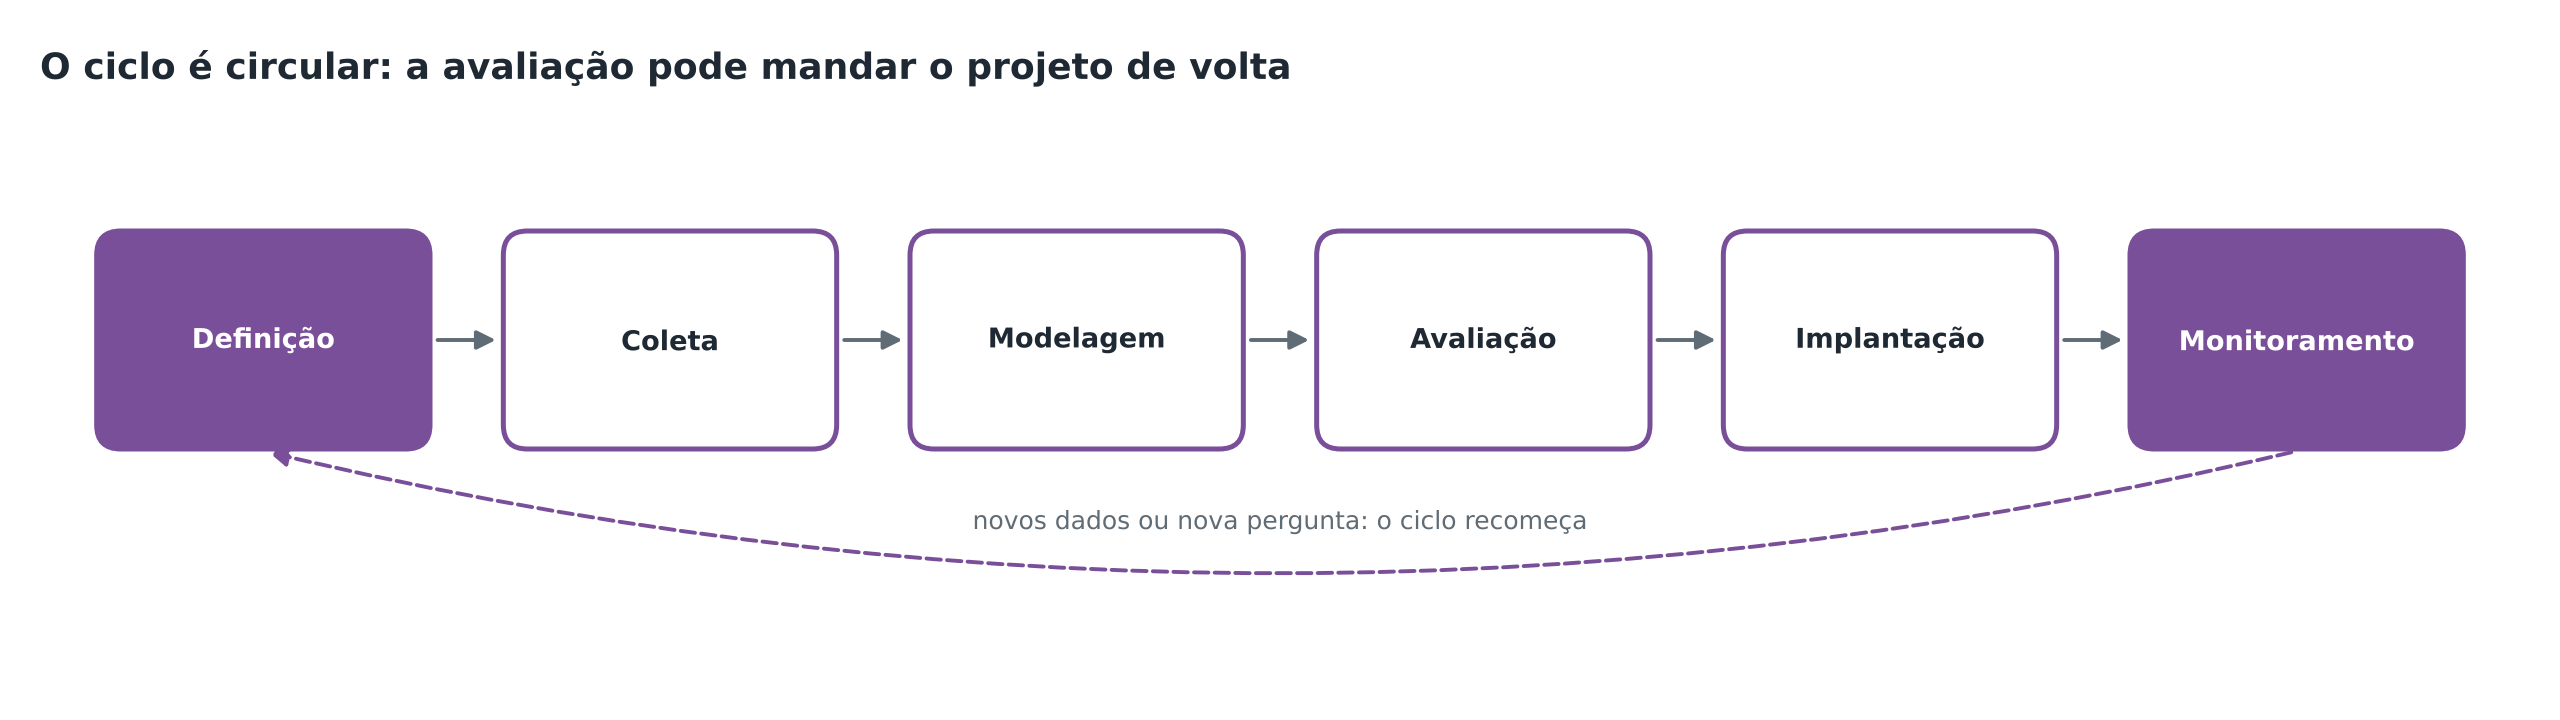 O ciclo é circular: a avaliação pode mandar o projeto de volta
Definição
Coleta
Modelagem
Avaliação
Implantação
Monitoramento
novos dados ou nova pergunta: o ciclo recomeça